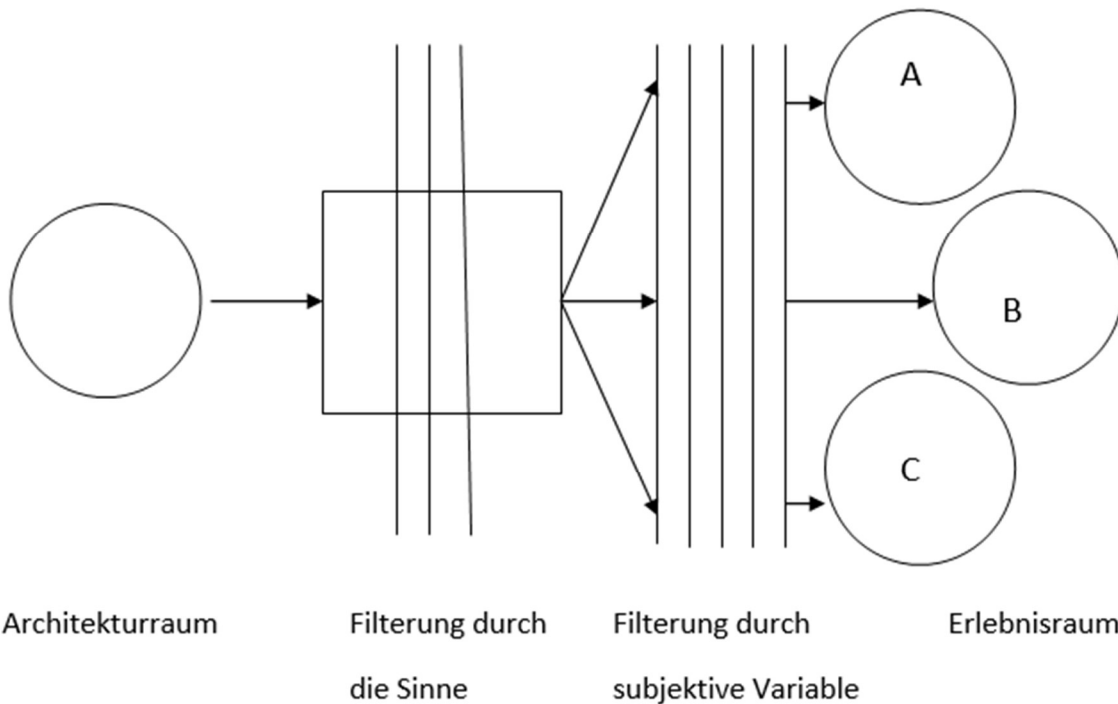 A
B
C
Architekturraum
Filterung durch
die Sinne
Filterung durch
subjektive Variable
Erlebnisraum